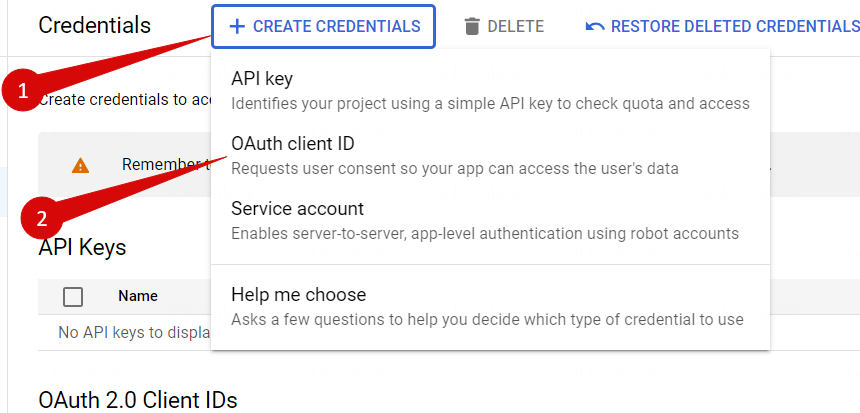 Credentials
+ CREATE CREDENTIALS
DELETE
RESTORE DELETED CREDENTIALS
1
API key
Identifies your project using a simple API key to check quota and access
Create credentials to acc
OAuth client ID
Requests user consent so your app can access the user's data
Remember t
2
Service account
Enables server-to-server, app-level authentication using robot accounts
API Keys
Name
Help me choose
Asks a few questions to help you decide which type of credential to use
No API keys to displa
OAuth 2.0 Client IDs